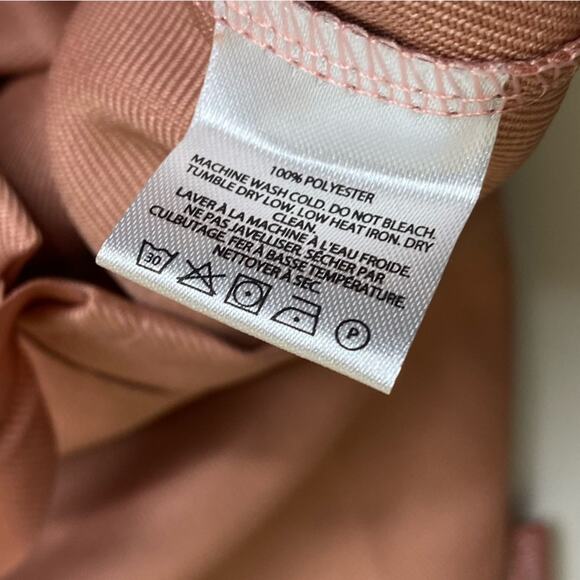 100% POLYESTER
MACHINE WASH COLD. DO NOT BLEACH.
TUMBLE DRY LOW, LOW HEAT IRON. DRY
CLEAN.
LAVER À LA MACHINE À L'EAU FROIDE.
NE PAS JAVELLISER, SÉCHER PAR
CULBUTAGE, FER À BASSE TEMPÉRATURE.
NETTOYER À SEC.
30 P